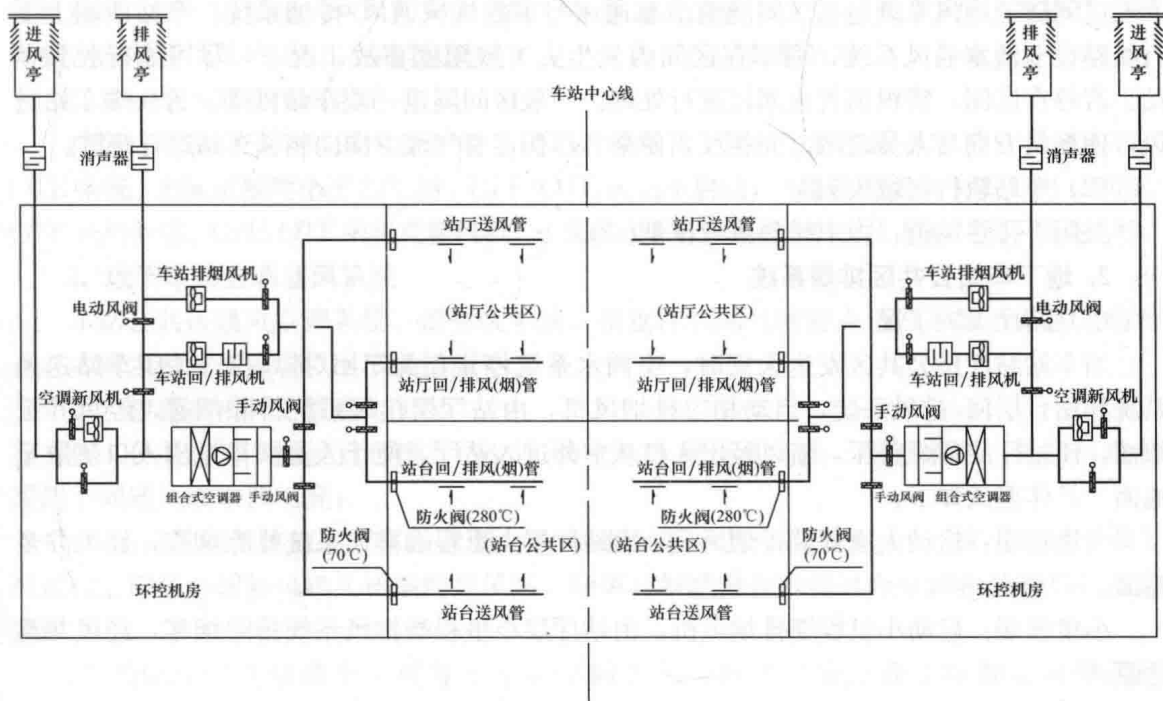 进风亭
排风亭
排风亭
进风亭
车站中心线
消声器
消声器
站厅送风管
站厅送风管
车站排烟风机
车站排烟风机
电动风阀
电动风阀
(站厅公共区)
(站厅公共区)
车站回/排风机
车站回/排风机
空调新风机
空调新风机
手动风阀
手动风阀
站厅回/排风(烟)管
站厅回/排风(烟)管
站台回/排风(烟)管
站台回/排风(烟)管
组合式空调器
手动风阀
手动风阀
组合式空调器
防火阀(280℃)
防火阀(280℃)
防火阀
(70℃)
(站台公共区)
(站台公共区)
防火阀
(70℃)
环控机房
站台送风管
站台送风管
环控机房